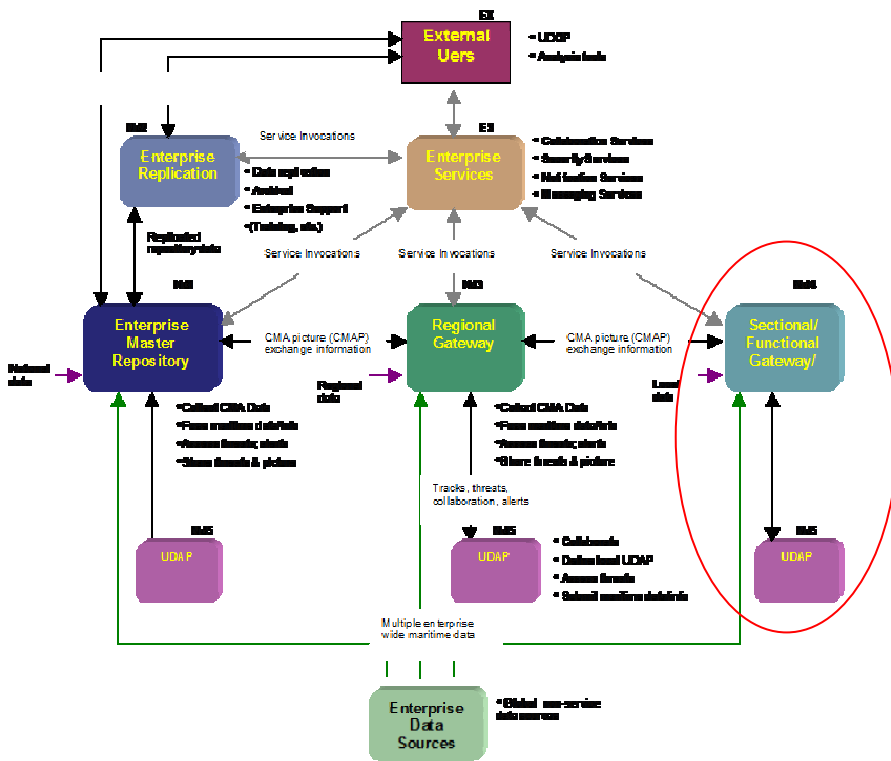 External
Uers
* UDOP
* Analysis tools
Service Invocations
Enterprise
Replication
Enterprise
Services
* Collaboration Services
* Security Services
* Notification Services
* Messaging Services
* Data replication
* Archival
* Enterprise Support
*(Training, etc.)
Replicated
repository data
Service Invocations
Service Invocations
Service Invocations
Enterprise
Master
Repository
CMA picture (CMAP)
exchange information
Regional
Gateway
CMA picture (CMAP)
exchange information
Sectional/
Functional
Gateway/
National
data
Regional
data
Local
data
*Collect CMA Data
*Fuse maritime data/info
*Assess threats; alerts
*Share threats & picture
*Collect CMA Data
*Fuse maritime data/info
*Assess threats; alerts
*Share threats & picture
Tracks, threats,
collaboration, alerts
UDAP
UDAP
* Collaborate
* Define local UDAP
* Assess threats
* Submit maritime data/info
UDAP
Multiple enterprise
wide maritime data
Enterprise
Data
Sources
* Global non-service
data sources